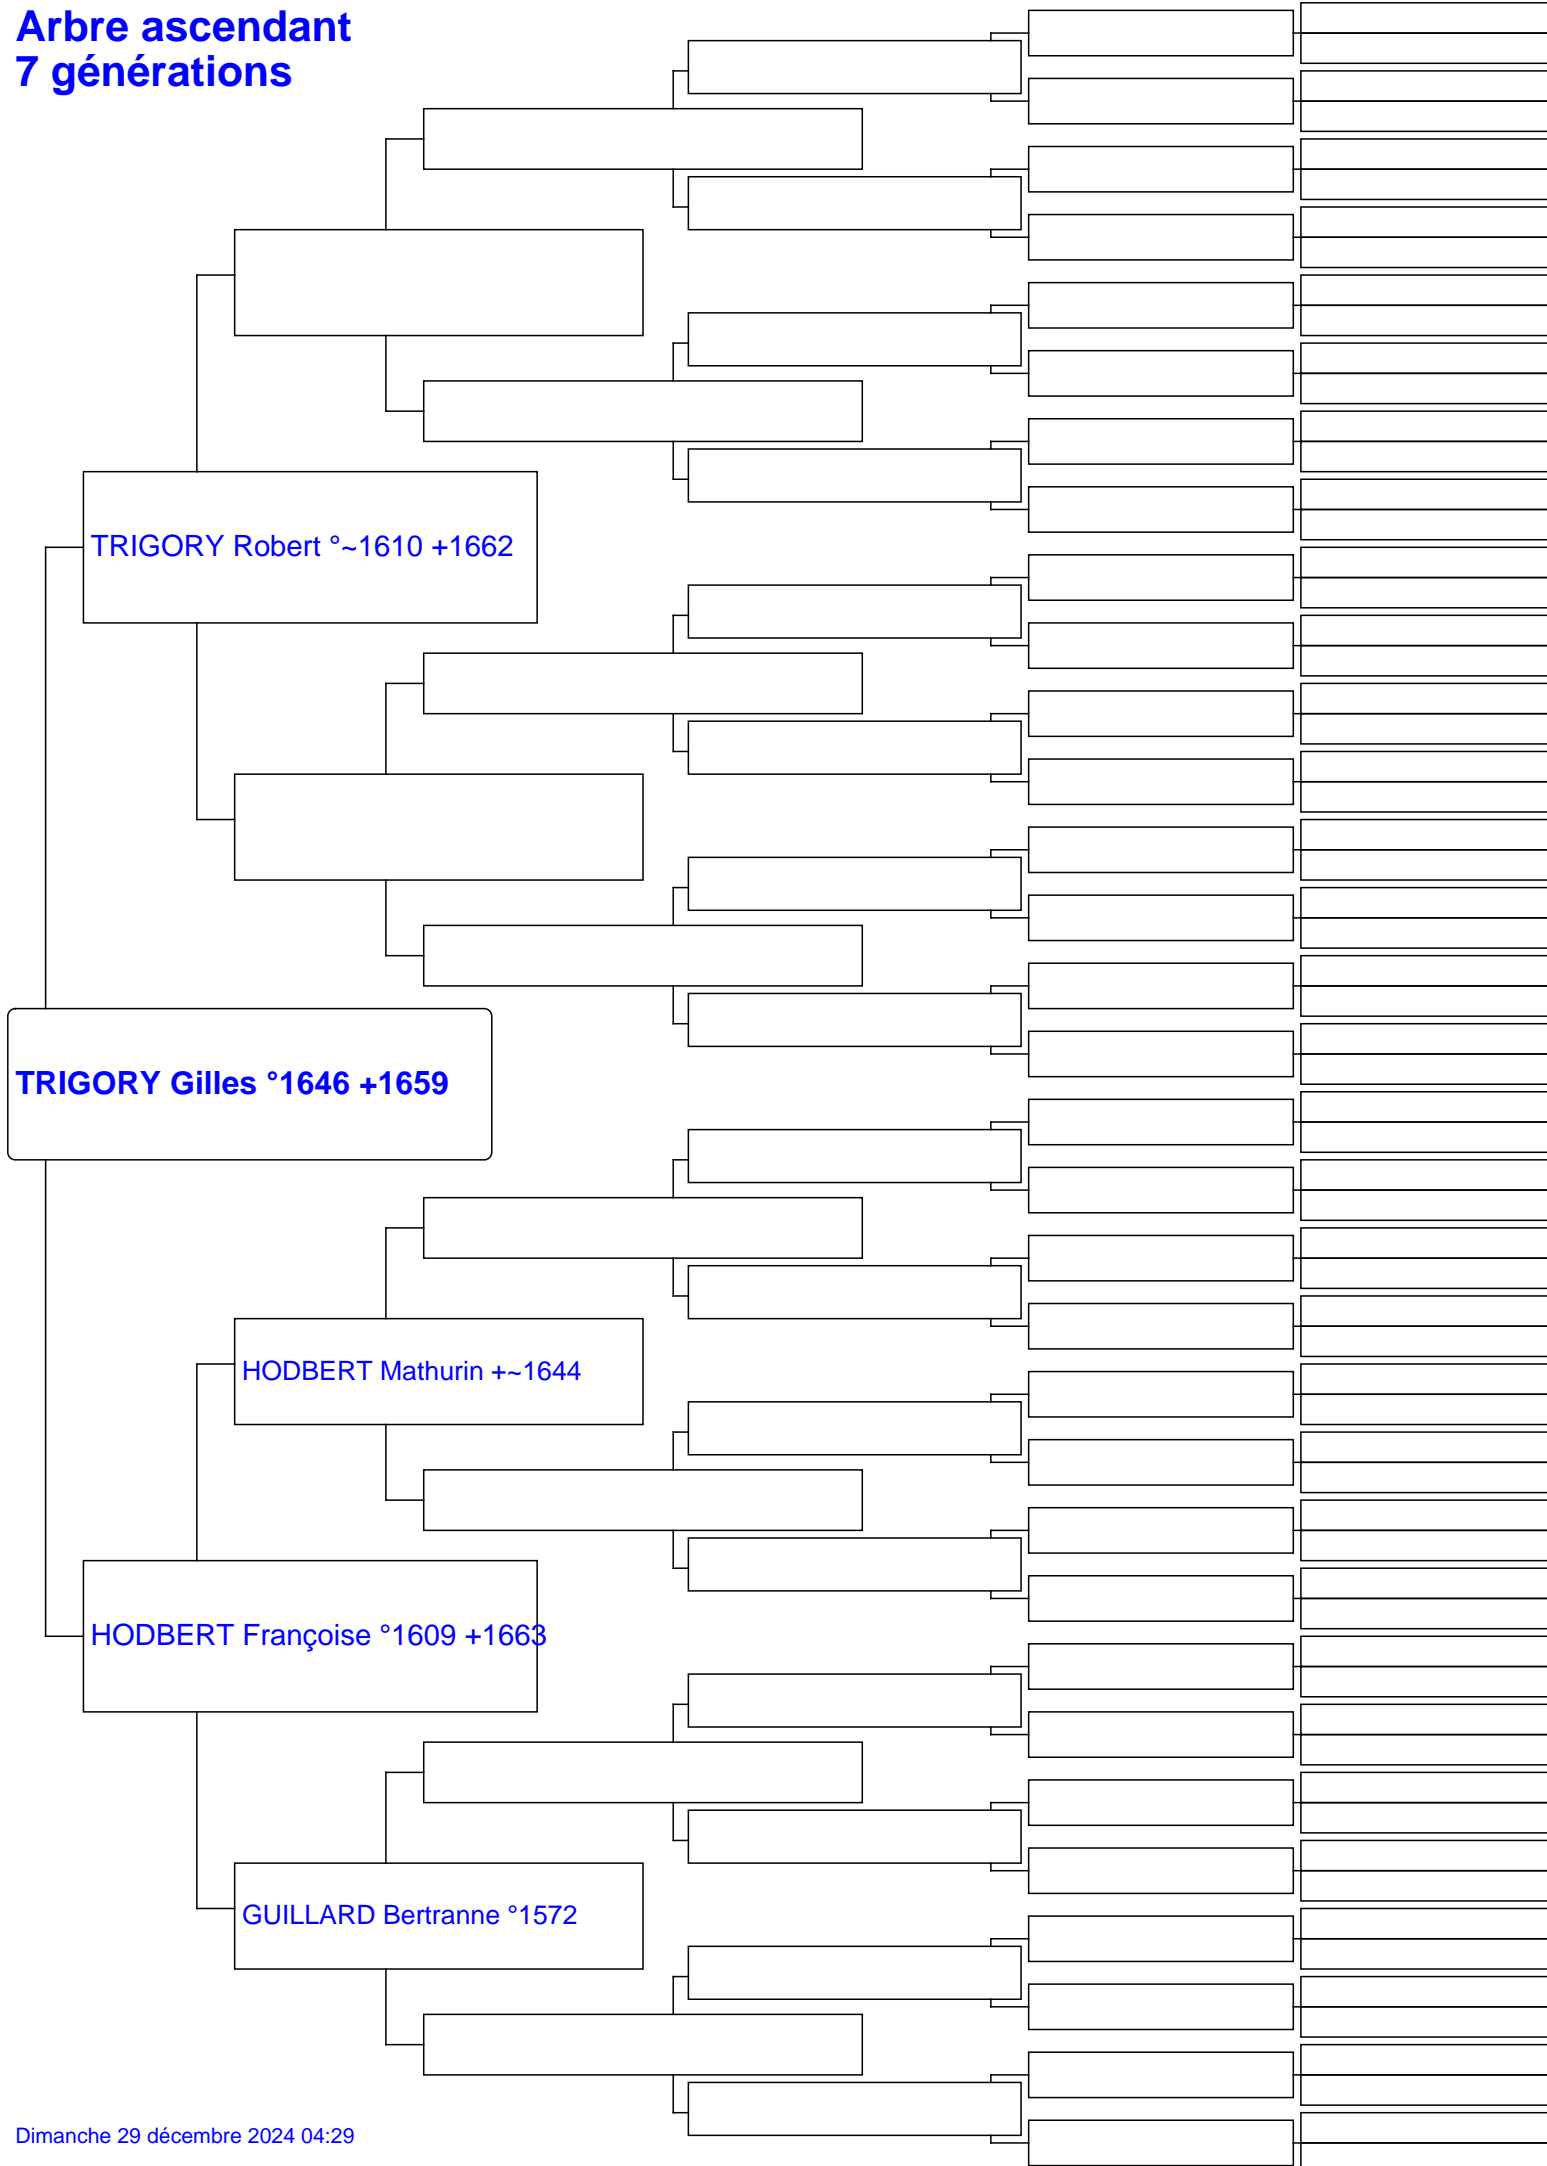 Arbre ascendant
7 générations
TRIGORY Robert °~1610 +1662
TRIGORY Gilles °1646 +1659
HODBERT Mathurin +~1644
HODBERT Françoise °1609 +1663
GUILLARD Bertranne °1572
Dimanche 29 décembre 2024 04:29